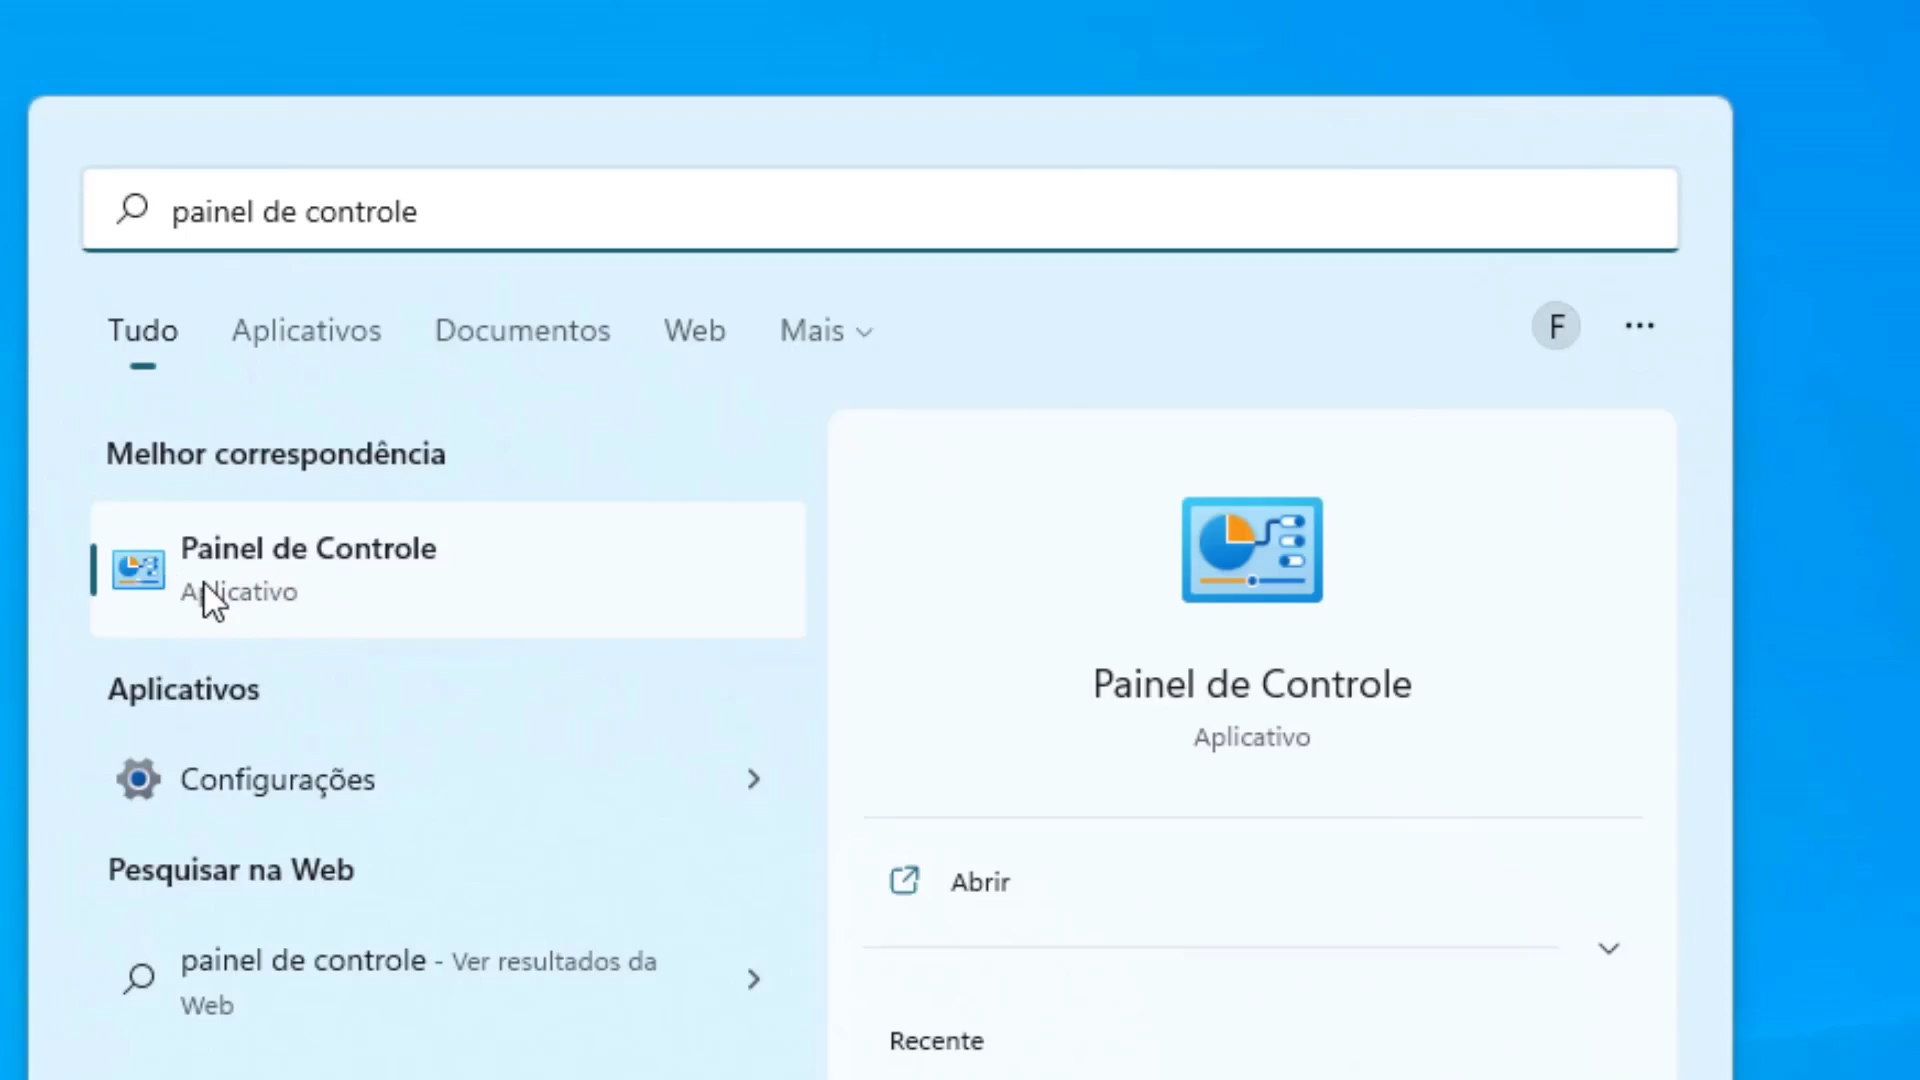 painel de controle
Tudo Aplicativos Documentos Web Mais F
Melhor correspondência
Painel de Controle
Aplicativo
Aplicativos
Configurações
Pesquisar na Web
painel de controle - Ver resultados da
Web
Painel de Controle
Aplicativo
Abrir
Recente